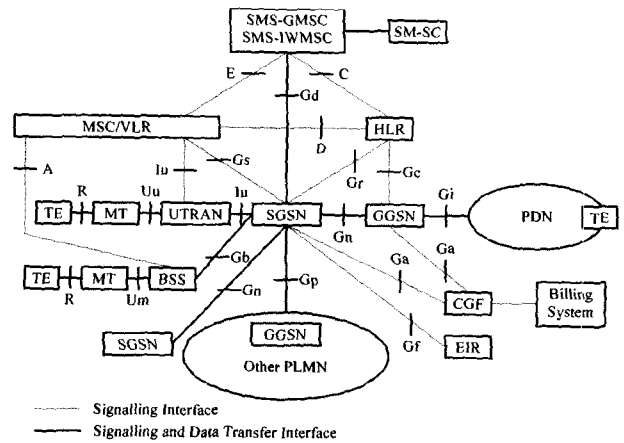 SMS-GMSC
SMS-IWMSC
SM-SC
E
C
Gd
MSC/VLR
HLR
D
A
Iu
Gs
Gr
Gc
R
Uu
Iu
Gi
TE
MT
UTRAN
SGSN
GGSN
PDN
TE
Gn
Gb
Ga
Ga
TE
MT
BSS
R
Um
Gn
Gp
CGF
Billing
System
SGSN
GGSN
Gf
EIR
Other PLMN
Signalling Interface
Signalling and Data Transfer Interface